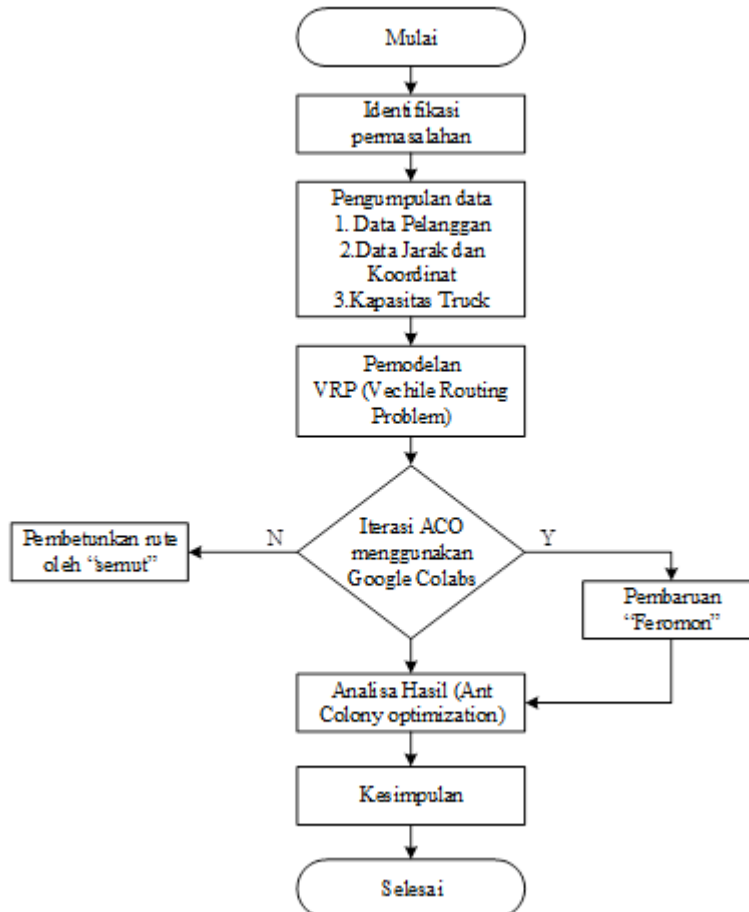 Mulai
Identifikasi
permasalahan
Pengumpulan data
1. Data Pelanggan
2.Data Jarak dan
Koordinat
3.Kapasitas Truck
Pemodelan
VRP (Vechile Routing
Problem)
Iterasi ACO
menggunakan
Google Colabs
N
Y
Pembetunkan rute
oleh “semut”
Pembaruan
“Feromon”
Analisa Hasil (Ant
Colony optimization)
Kesimpulan
Selesai